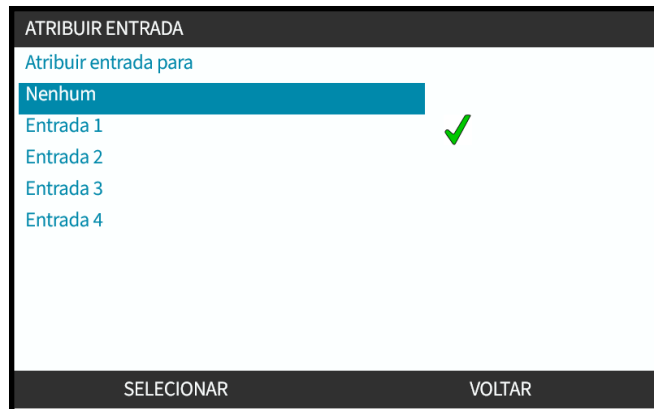 ATRIBUIR ENTRADA
Atribuir entrada para
Nenhum
Entrada 1
Entrada 2
Entrada 3
Entrada 4
SELECIONAR VOLTAR